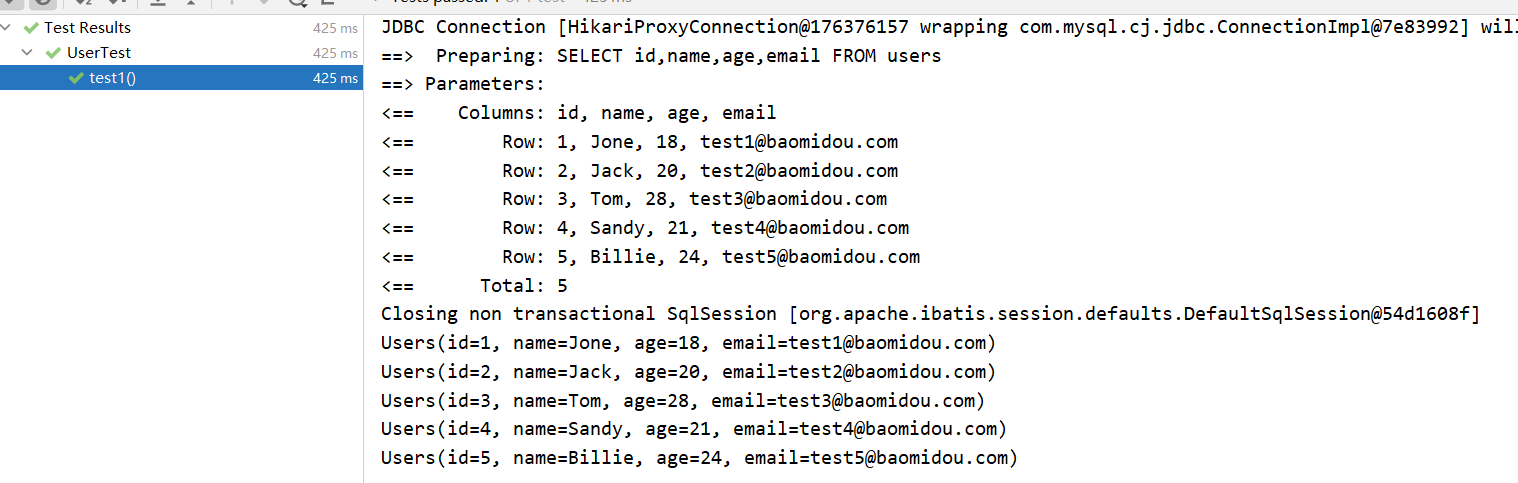 Test Results 425 ms
UserTest 425 ms
test1() 425 ms
JDBC Connection [HikariProxyConnection@176376157 wrapping com.mysql.cj.jdbc.ConnectionImpl@7e83992] will
==>  Preparing: SELECT id,name,age,email FROM users
==> Parameters:
<==    Columns: id, name, age, email
<==        Row: 1, Jone, 18, test1@baomidou.com
<==        Row: 2, Jack, 20, test2@baomidou.com
<==        Row: 3, Tom, 28, test3@baomidou.com
<==        Row: 4, Sandy, 21, test4@baomidou.com
<==        Row: 5, Billie, 24, test5@baomidou.com
<==      Total: 5
Closing non transactional SqlSession [org.apache.ibatis.session.defaults.DefaultSqlSession@54d1608f]
Users(id=1, name=Jone, age=18, email=test1@baomidou.com)
Users(id=2, name=Jack, age=20, email=test2@baomidou.com)
Users(id=3, name=Tom, age=28, email=test3@baomidou.com)
Users(id=4, name=Sandy, age=21, email=test4@baomidou.com)
Users(id=5, name=Billie, age=24, email=test5@baomidou.com)